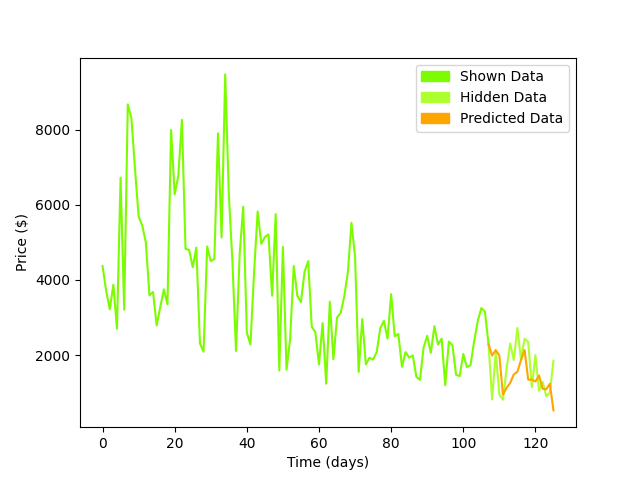 Shown Data
Hidden Data
Predicted Data
8000
6000
4000
2000
Price ($)
0 20 40 60 80 100 120
Time (days)